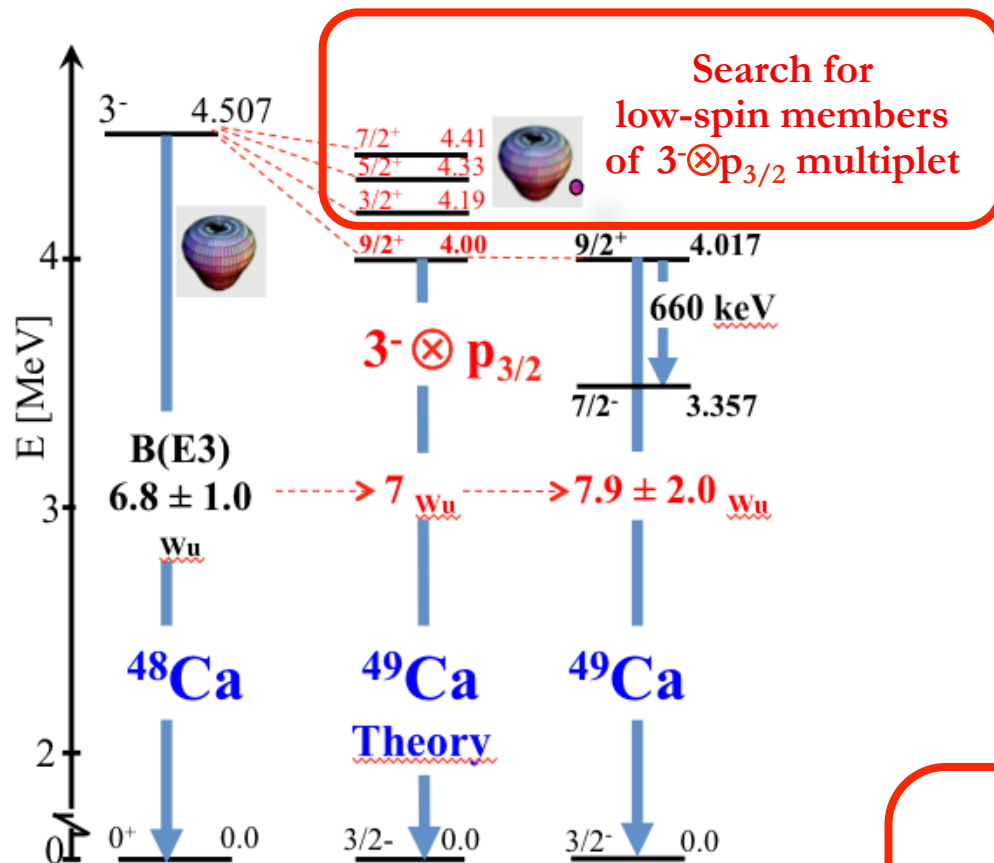 Search for
low-spin members
of 3⁻⊗p₃/₂ multiplet
E [MeV]
4
3
2
0
3⁻ 4.507
B(E3)
6.8 ± 1.0
Wu
⁴⁸Ca
0⁺ 0.0
7/2⁺ 4.41
5/2⁺ 4.33
3/2⁺ 4.19
9/2⁺ 4.00
3⁻ ⊗ p₃/₂
7 Wu
⁴⁹Ca
Theory
3/2- 0.0
9/2⁺ 4.017
660 keV
7/2⁻ 3.357
7.9 ± 2.0 Wu
⁴⁹Ca
3/2⁻ 0.0